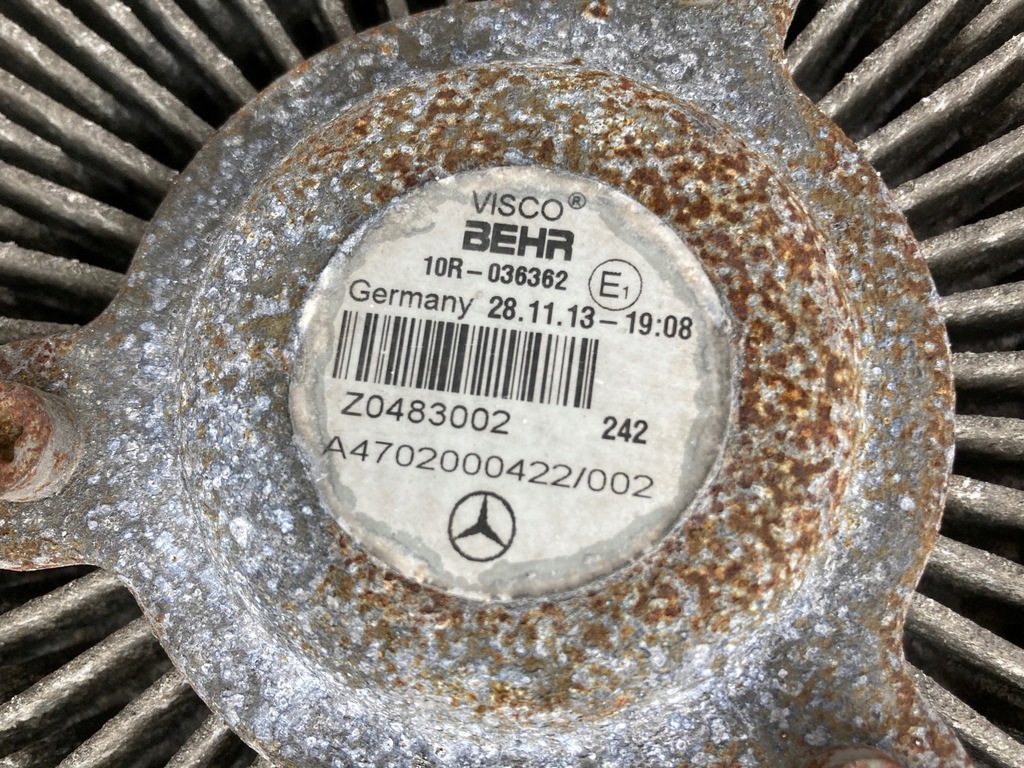 VISCO®
BEHR
10R-036362 E1
Germany 28.11.13-19:08
Z0483002 242
A4702000422/002